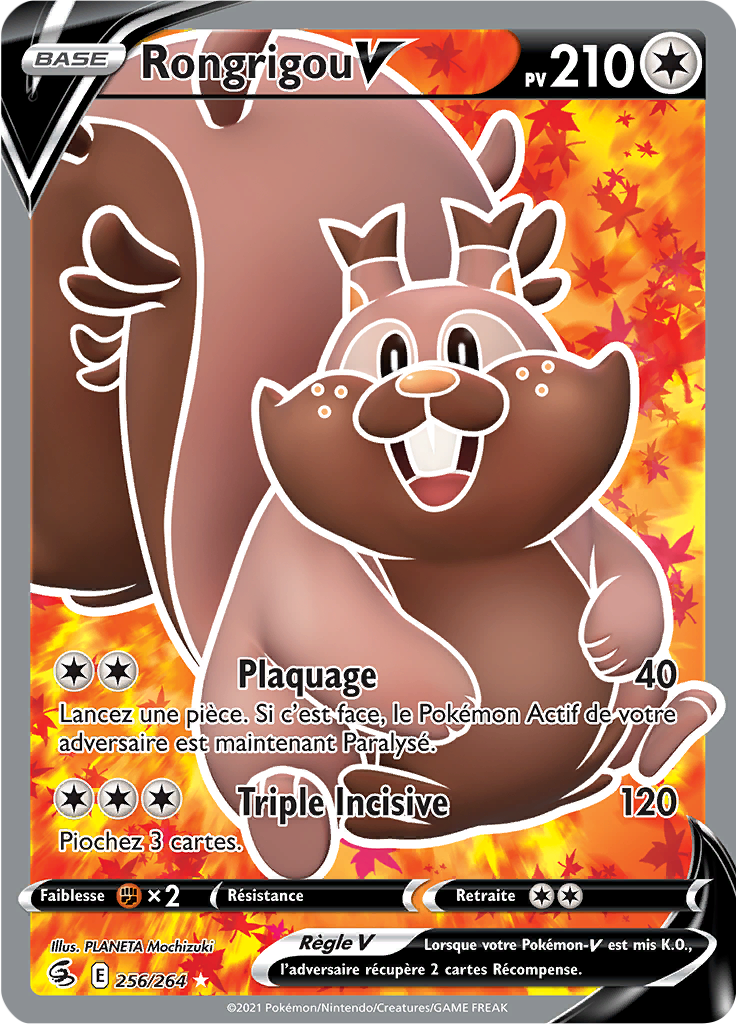 BASE RongrigouV PV 210
Plaquage 40
Lancez une pièce. Si c'est face, le Pokémon Actif de votre
adversaire est maintenant Paralysé.
Triple Incisive 120
Piochez 3 cartes.
Faiblesse ×2 Résistance Retraite
Illus. PLANETA Mochizuki
Règle V Lorsque votre Pokémon-V est mis K.O.,
l'adversaire récupère 2 cartes Récompense.
E 256/264
©2021 Pokémon/Nintendo/Creatures/GAME FREAK